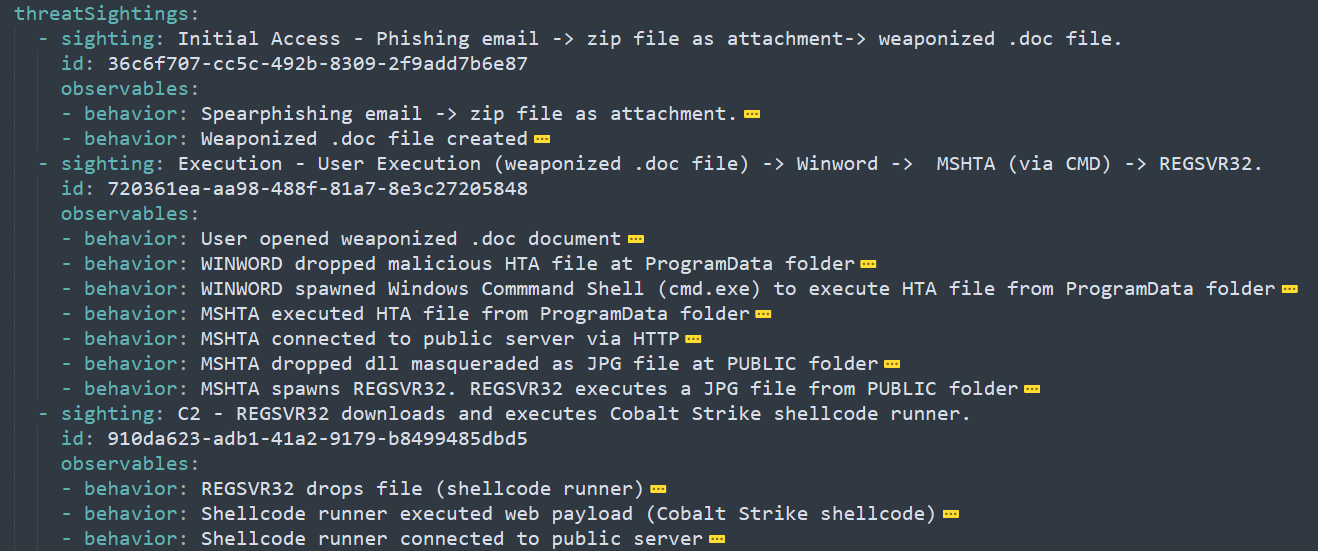 threatSightings:
- sighting: Initial Access - Phishing email -> zip file as attachment-> weaponized .doc file.
id: 36c6f707-cc5c-492b-8309-2f9add7b6e87
observables:
- behavior: Spearphishing email -> zip file as attachment.
- behavior: Weaponized .doc file created
- sighting: Execution - User Execution (weaponized .doc file) -> Winword ->  MSHTA (via CMD) -> REGSVR32.
id: 720361ea-aa98-488f-81a7-8e3c27205848
observables:
- behavior: User opened weaponized .doc document
- behavior: WINWORD dropped malicious HTA file at ProgramData folder
- behavior: WINWORD spawned Windows Commmand Shell (cmd.exe) to execute HTA file from ProgramData folder
- behavior: MSHTA executed HTA file from ProgramData folder
- behavior: MSHTA connected to public server via HTTP
- behavior: MSHTA dropped dll masqueraded as JPG file at PUBLIC folder
- behavior: MSHTA spawns REGSVR32. REGSVR32 executes a JPG file from PUBLIC folder
- sighting: C2 - REGSVR32 downloads and executes Cobalt Strike shellcode runner.
id: 910da623-adb1-41a2-9179-b8499485dbd5
observables:
- behavior: REGSVR32 drops file (shellcode runner)
- behavior: Shellcode runner executed web payload (Cobalt Strike shellcode)
- behavior: Shellcode runner connected to public server